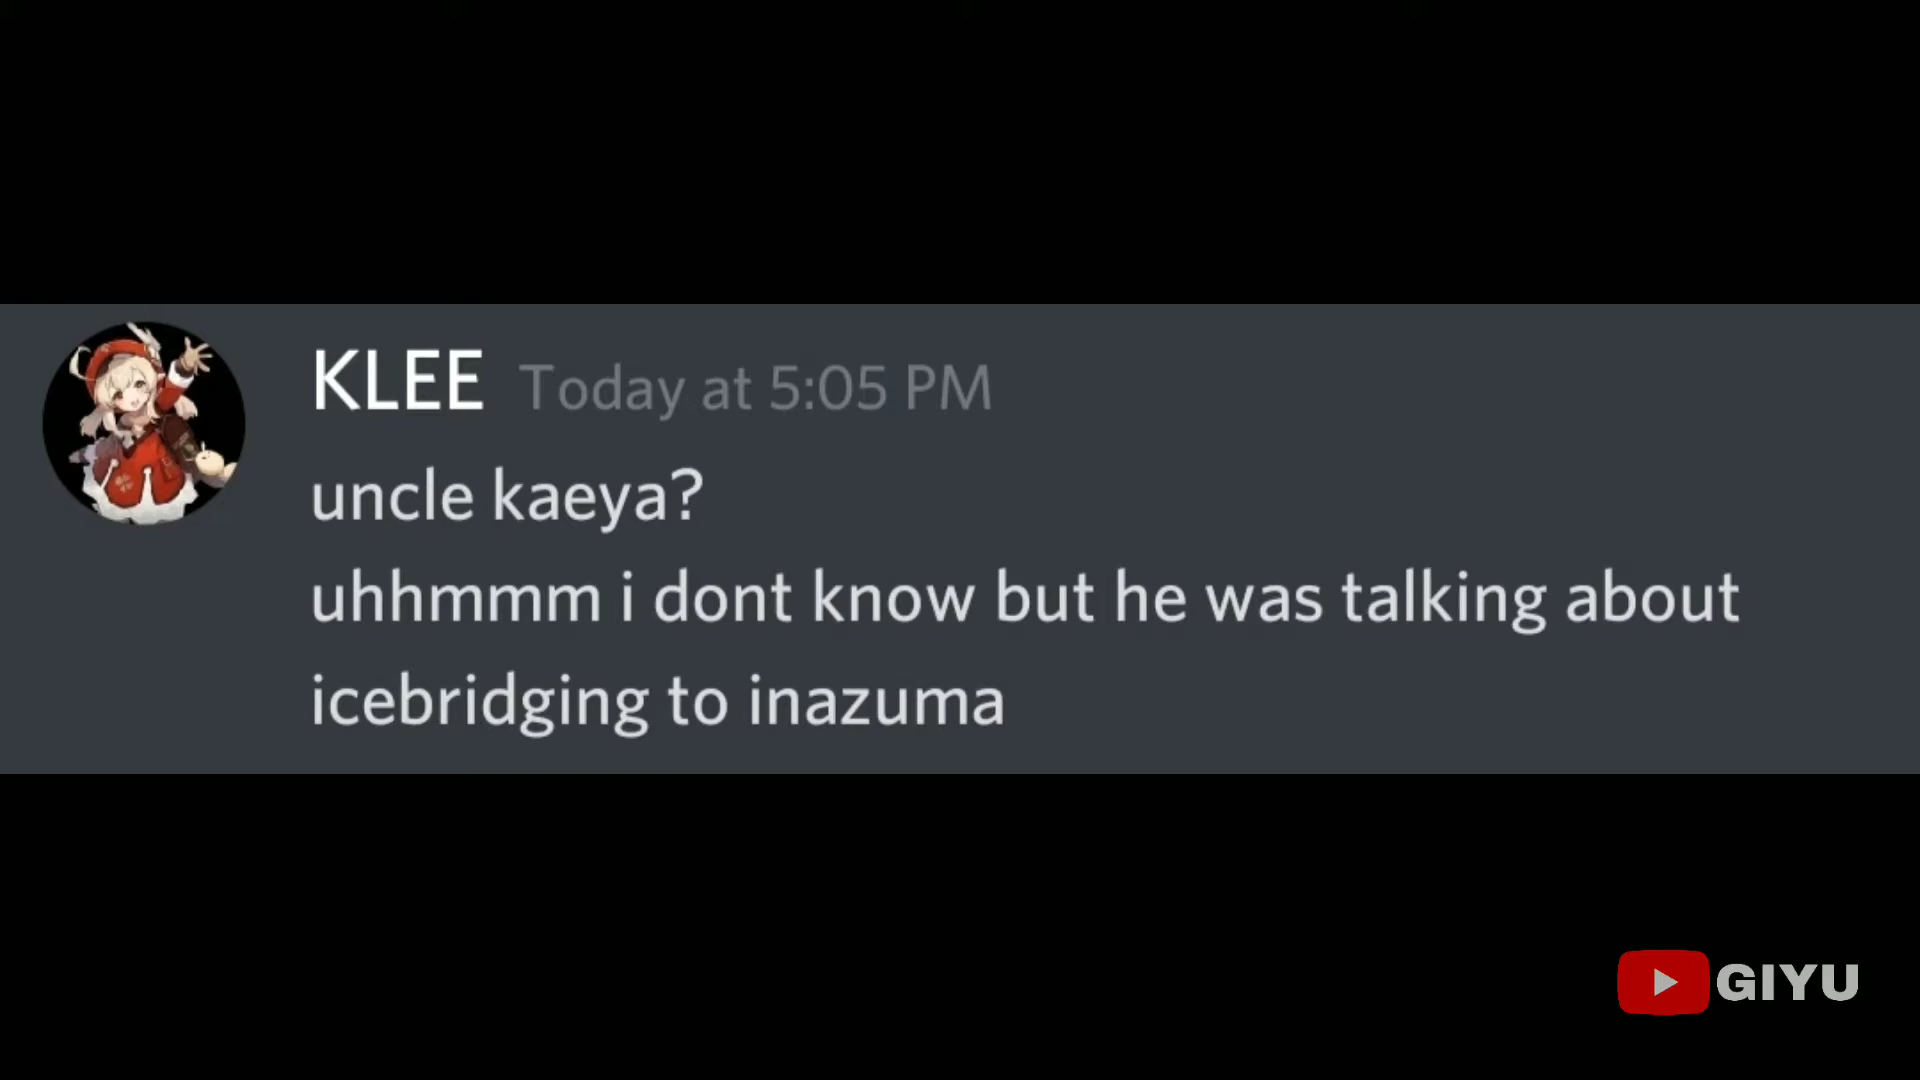 KLEE Today at 5:05 PM
uncle kaeya?
uhhmmm i dont know but he was talking about
icebridging to inazuma
GIYU